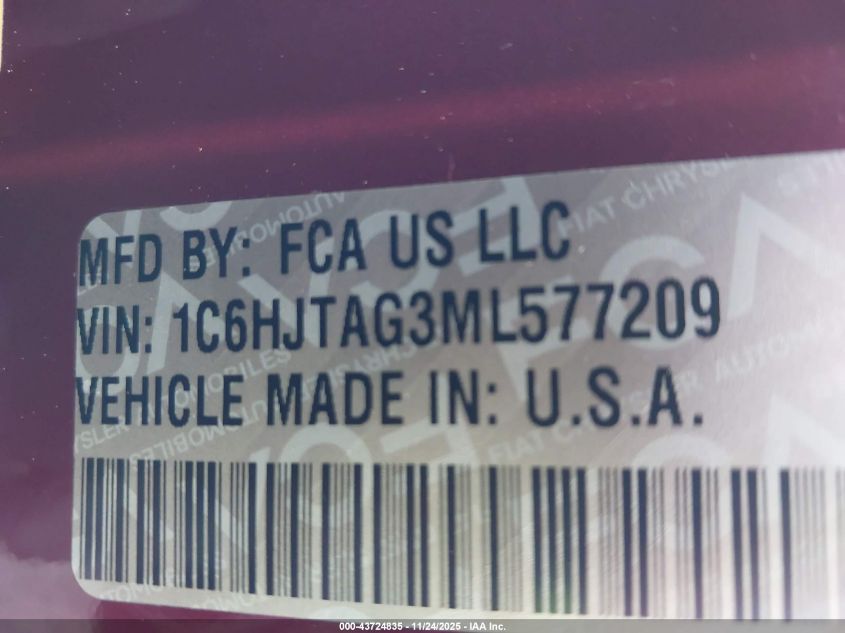 MFD BY: FCA US LLC
VIN: 1C6HJTAG3ML577209
VEHICLE MADE IN: U.S.A.
000-43724835 - 11/24/2025 - IAA Inc.